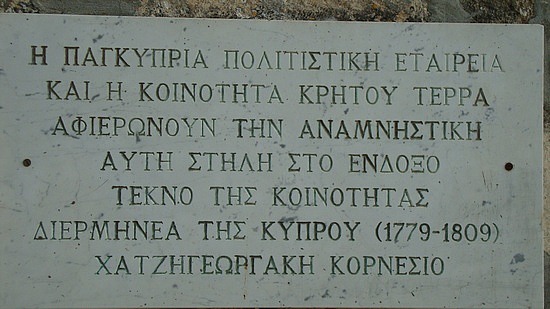 Η ΠΑΓΚΥΠΡΙΑ ΠΟΛΙΤΙΣΤΙΚΗ ΕΤΑΙΡΕΙΑ
ΚΑΙ Η ΚΟΙΝΟΤΗΤΑ ΚΡΗΤΟΥ ΤΕΡΡΑ
ΑΦΙΕΡΩΝΟΥΝ ΤΗΝ ΑΝΑΜΝΗΣΤΙΚΗ
ΑΥΤΗ ΣΤΗΛΗ ΣΤΟ ΕΝΔΟΞΟ
ΤΕΚΝΟ ΤΗΣ ΚΟΙΝΟΤΗΤΑΣ
ΔΙΕΡΜΗΝΕΑ ΤΗΣ ΚΥΠΡΟΥ (1779-1809)
ΧΑΤΖΗΓΕΩΡΓΑΚΗ ΚΟΡΝΕΣΙΟ